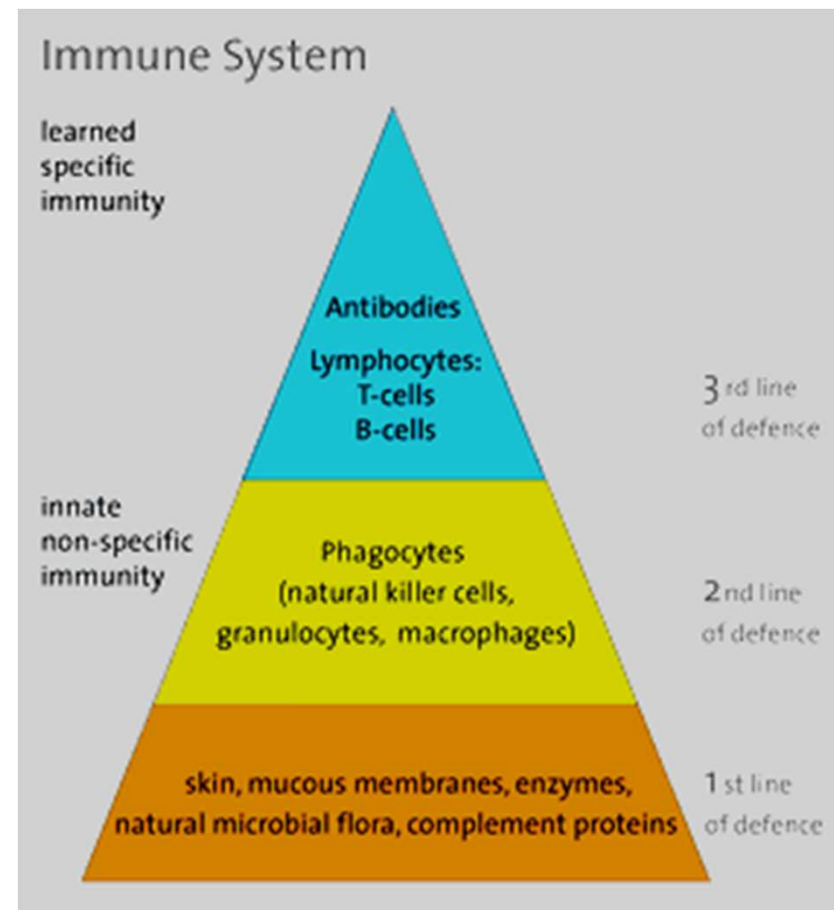 Immune System
learned
specific
immunity
Antibodies
Lymphocytes:
T-cells
B-cells
3rd line
of defence
innate
non-specific
immunity
Phagocytes
(natural killer cells,
granulocytes, macrophages)
2nd line
of defence
skin, mucous membranes, enzymes,
natural microbial flora, complement proteins
1st line
of defence